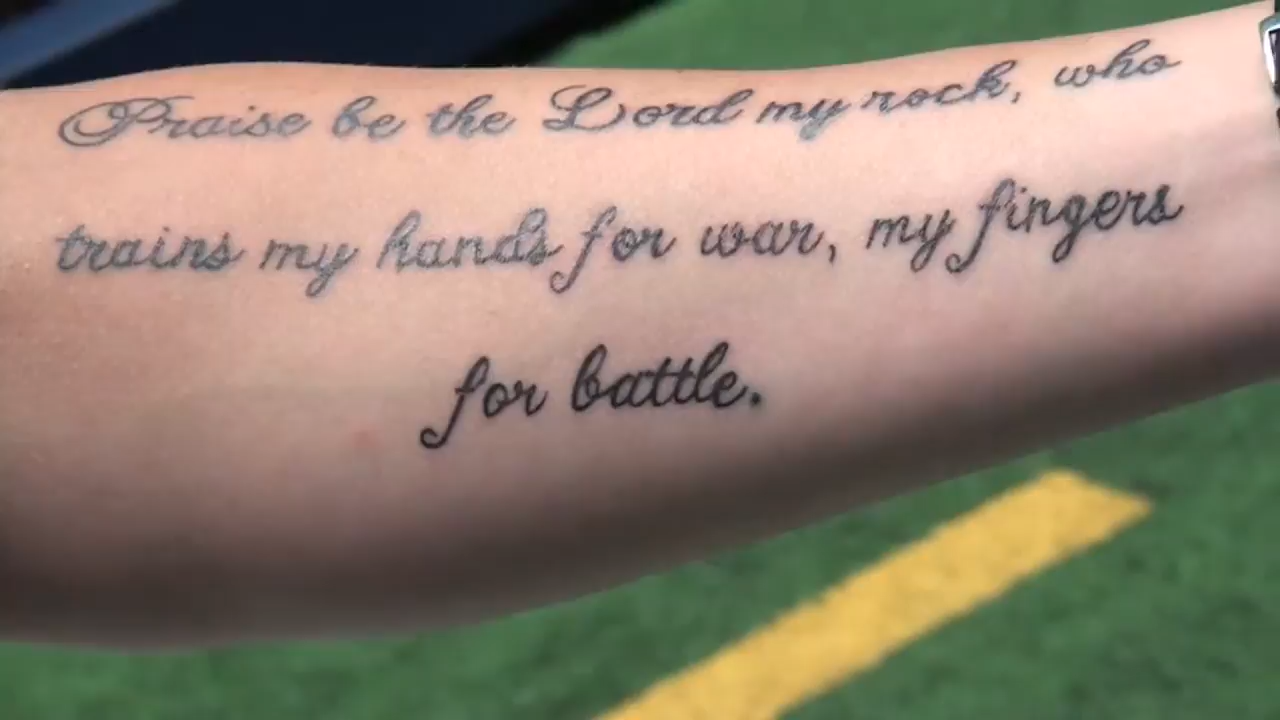 Praise be the Lord my rock, who
trains my hands for war, my fingers
for battle.